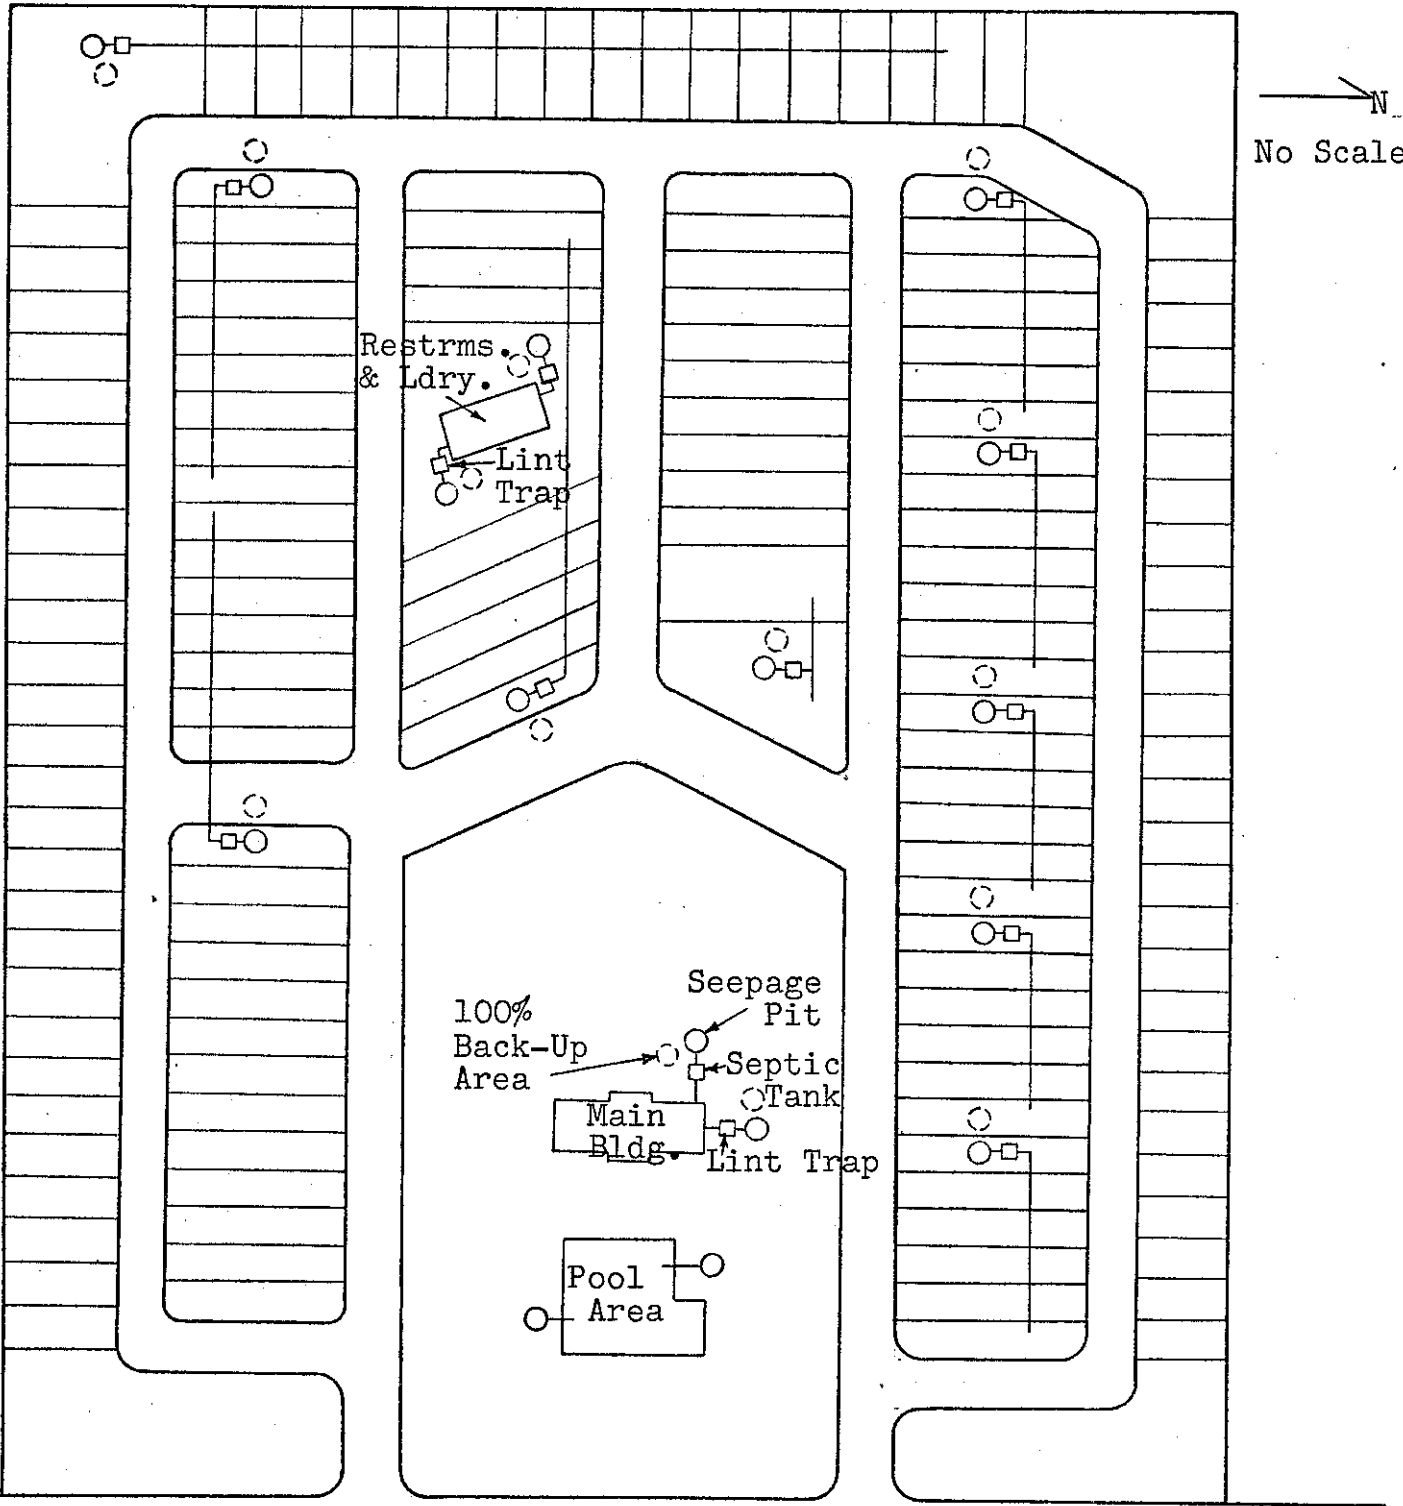 N
No Scale
Restrms.
& Ldry.
Lint
Trap
Seepage
Pit
100%
Back-Up
Area
Septic
Tank
Main
Bldg.
Lint Trap
Pool
Area